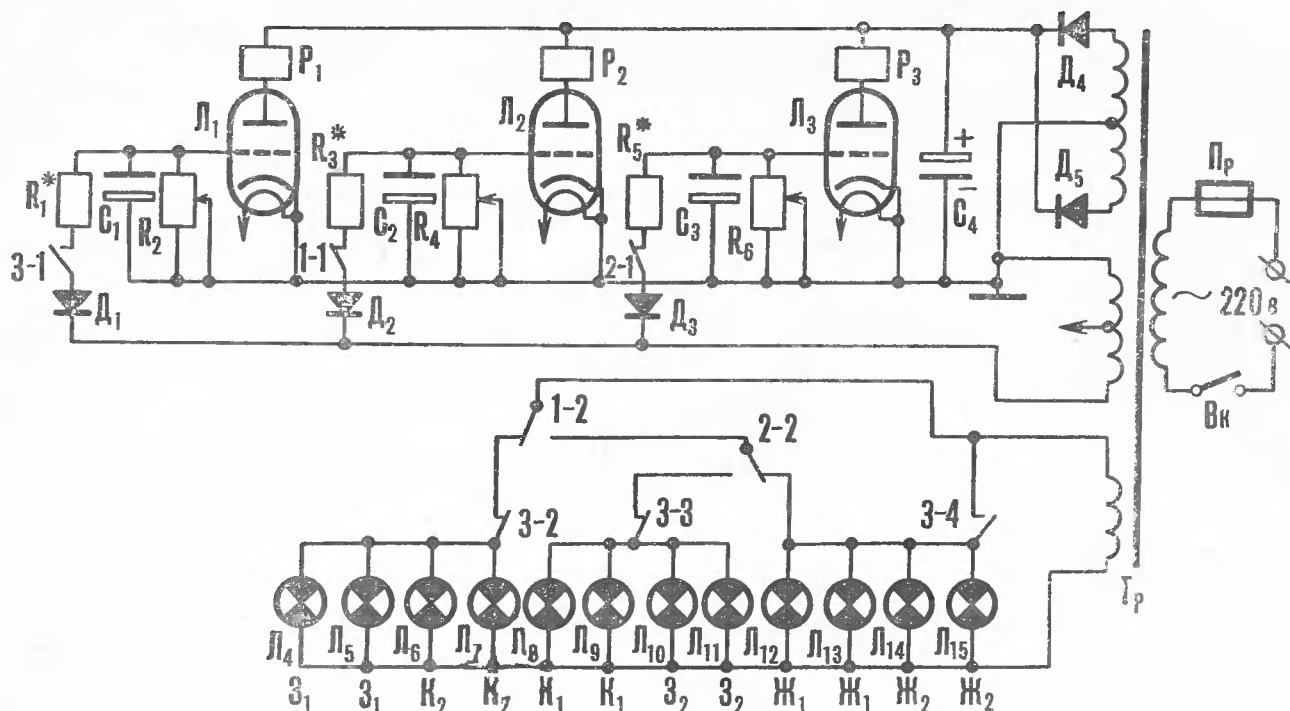 Р₁ Р₂ Р₃ Д₄
Л₁ Л₂ Л₃
R₃* R₅* + Д₅ Пр
R₁* C₁ R₂ C₂ R₄ C₃ R₆ − C₄
3-1 1-1 2-1 ~220в
Д₁ Д₂ Д₃
1-2 2-2 Вк
3-2 3-3 3-4
Тр
Л₄ Л₅ Л₆ Л₇ Л₈ Л₉ Л₁₀ Л₁₁ Л₁₂ Л₁₃ Л₁₄ Л₁₅
З₁ З₁ К₂ К₂ К₁ К₁ З₂ З₂ Ж₁ Ж₁ Ж₂ Ж₂